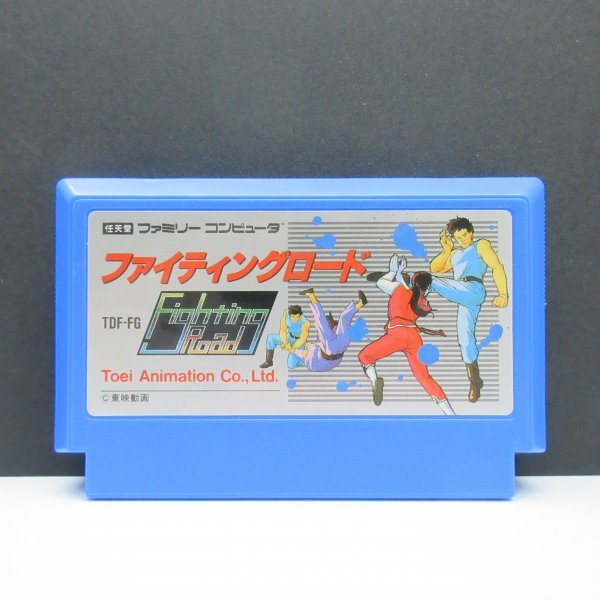 任天堂 ファミリー コンピュータ
ファイティングロード
TDF-FG
Fighting
Road
Toei Animation Co.,Ltd.
©東映動画